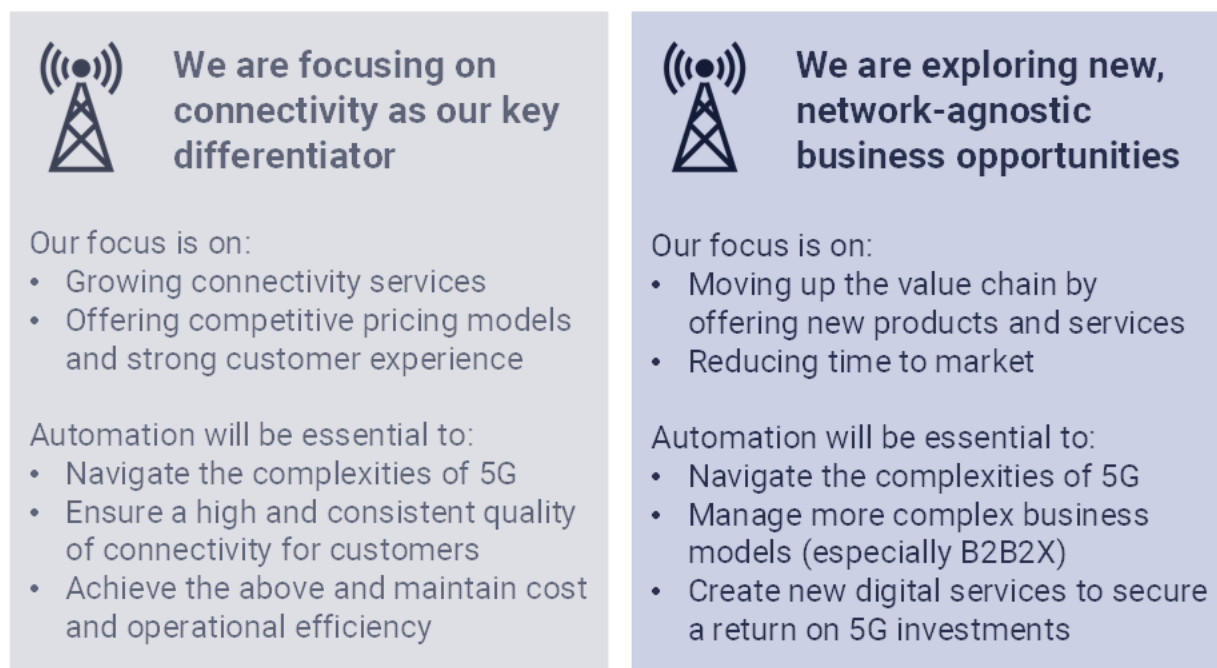 We are focusing on
connectivity as our key
differentiator
Our focus is on:
• Growing connectivity services
• Offering competitive pricing models
and strong customer experience
Automation will be essential to:
• Navigate the complexities of 5G
• Ensure a high and consistent quality
of connectivity for customers
• Achieve the above and maintain cost
and operational efficiency
We are exploring new,
network-agnostic
business opportunities
Our focus is on:
• Moving up the value chain by
offering new products and services
• Reducing time to market
Automation will be essential to:
• Navigate the complexities of 5G
• Manage more complex business
models (especially B2B2X)
• Create new digital services to secure
a return on 5G investments